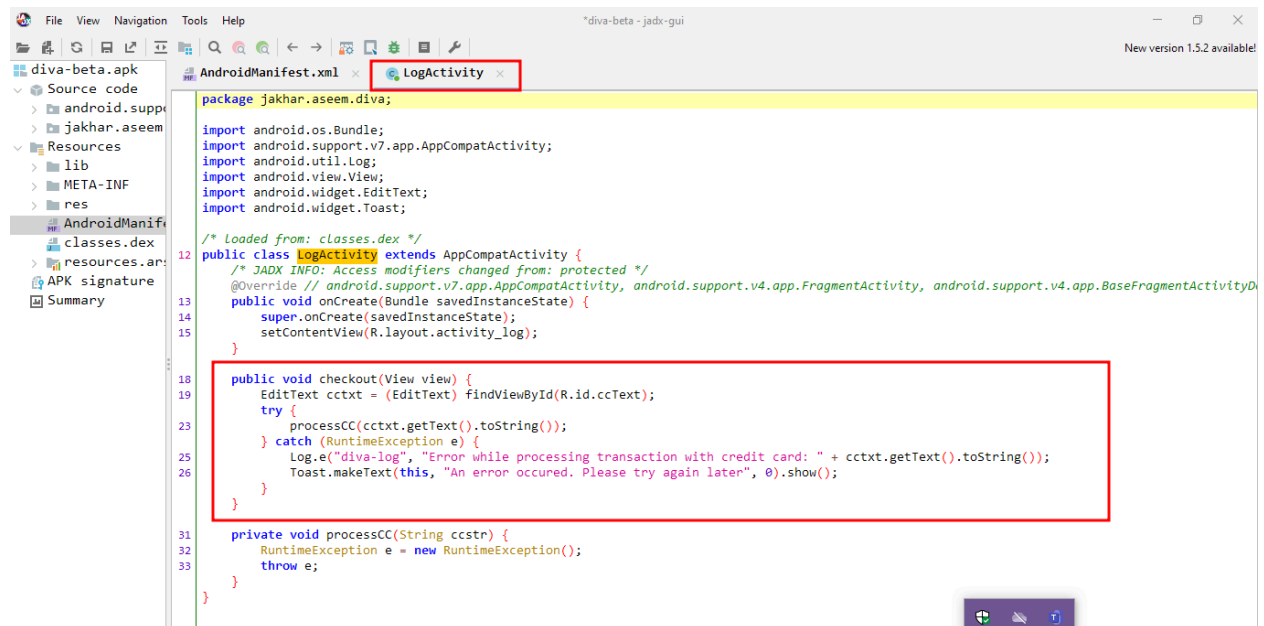 File View Navigation Tools Help *diva-beta - jadx-gui
New version 1.5.2 available!
diva-beta.apk
Source code
android.supp
jakhar.aseem
Resources
lib
META-INF
res
AndroidManif
classes.dex
resources.ar
APK signature
Summary
AndroidManifest.xml LogActivity
package jakhar.aseem.diva;
import android.os.Bundle;
import android.support.v7.app.AppCompatActivity;
import android.util.Log;
import android.view.View;
import android.widget.EditText;
import android.widget.Toast;
/* loaded from: classes.dex */
12 public class LogActivity extends AppCompatActivity {
/* JADX INFO: Access modifiers changed from: protected */
@Override // android.support.v7.app.AppCompatActivity, android.support.v4.app.FragmentActivity, android.support.v4.app.BaseFragmentActivityD
13 public void onCreate(Bundle savedInstanceState) {
14 super.onCreate(savedInstanceState);
15 setContentView(R.layout.activity_log);
}
18 public void checkout(View view) {
19 EditText cctxt = (EditText) findViewById(R.id.ccText);
try {
23 processCC(cctxt.getText().toString());
} catch (RuntimeException e) {
25 Log.e("diva-log", "Error while processing transaction with credit card: " + cctxt.getText().toString());
26 Toast.makeText(this, "An error occured. Please try again later", 0).show();
}
}
31 private void processCC(String ccstr) {
32 RuntimeException e = new RuntimeException();
33 throw e;
}
}